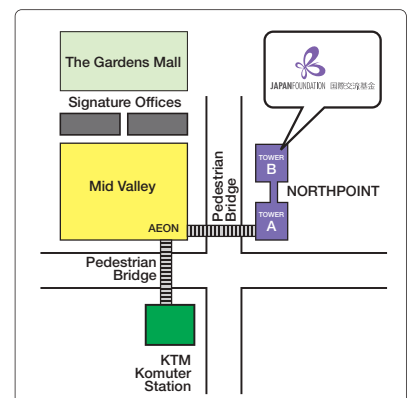 The Gardens Mall
Signature Offices
JAPANFOUNDATION 国際交流基金
Mid Valley
AEON
Pedestrian
Bridge
TOWER
B
NORTHPOINT
TOWER
A
Pedestrian
Bridge
KTM
Komuter
Station